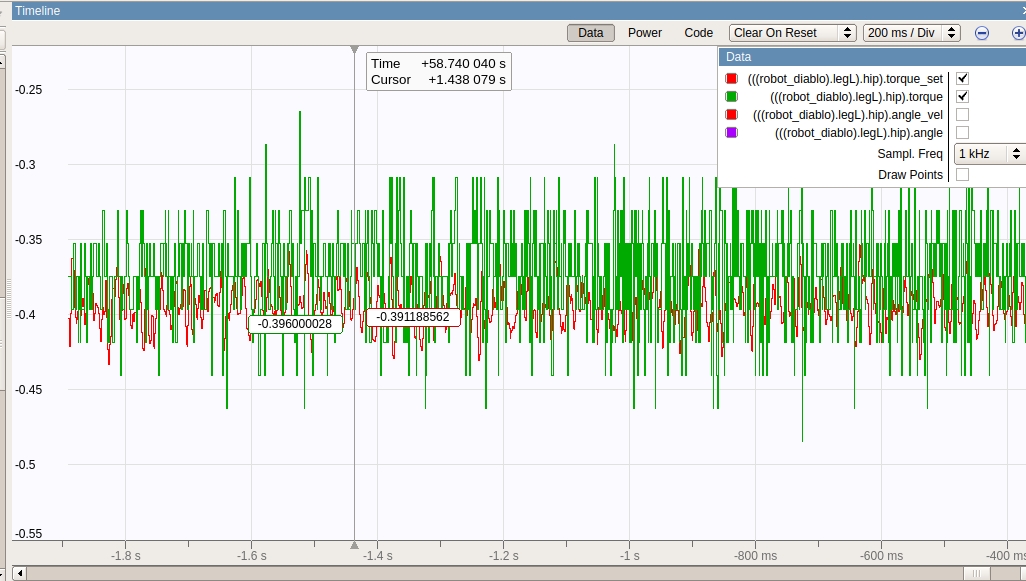 Timeline
Data Power Code Clear On Reset 200 ms / Div
Time +58.740 040 s
Cursor +1.438 079 s
Data
(((robot_diablo).legL).hip).torque_set
(((robot_diablo).legL).hip).torque
(((robot_diablo).legL).hip).angle_vel
(((robot_diablo).legL).hip).angle
Sampl. Freq 1 kHz
Draw Points
-0.25
-0.3
-0.35
-0.4
-0.45
-0.5
-0.55
-0.396000028
-0.391188562
-1.8 s -1.6 s -1.4 s -1.2 s -1 s -800 ms -600 ms -400 ms